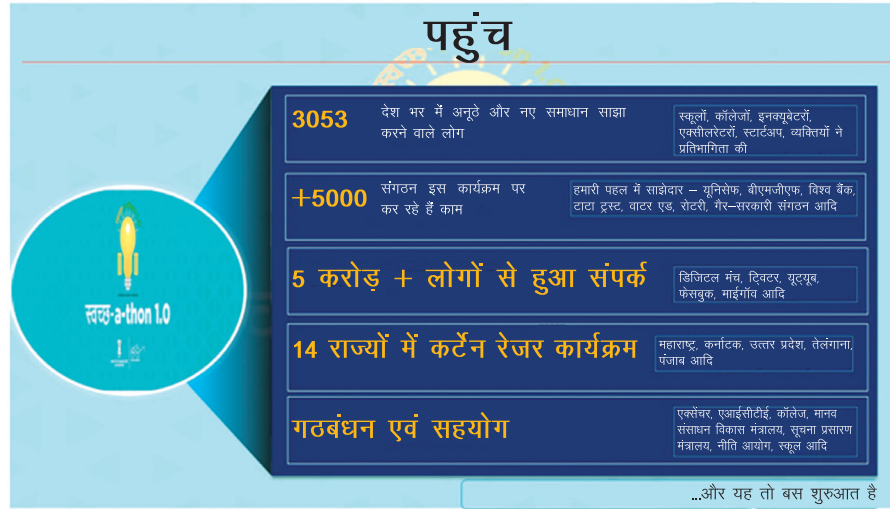 पहुंच
3053
देश भर में अनूठे और नए समाधान साझा
करने वाले लोग
स्कूलों, कॉलेजों, इनक्यूबेटरों,
एक्सीलरेटरों, स्टार्टअप, व्यक्तियों ने
प्रतिभागिता की
+5000
संगठन इस कार्यक्रम पर
कर रहे हैं काम
हमारी पहल में साझेदार – यूनिसेफ, बीएमजीएफ, विश्व बैंक,
टाटा ट्रस्ट, वाटर एड, रोटरी, गैर–सरकारी संगठन आदि
5 करोड़ + लोगों से हुआ संपर्क
डिजिटल मंच, ट्विटर, यूट्यूब,
फेसबुक, माईगॉव आदि
स्वच्छ-a-thon 1.0
14 राज्यों में कर्टेन रेजर कार्यक्रम
महाराष्ट्र, कर्नाटक, उत्तर प्रदेश, तेलंगाना,
पंजाब आदि
गठबंधन एवं सहयोग
एक्सेंचर, एआईसीटीई, कॉलेज, मानव
संसाधन विकास मंत्रालय, सूचना प्रसारण
मंत्रालय, नीति आयोग, स्कूल आदि
...और यह तो बस शुरुआत है